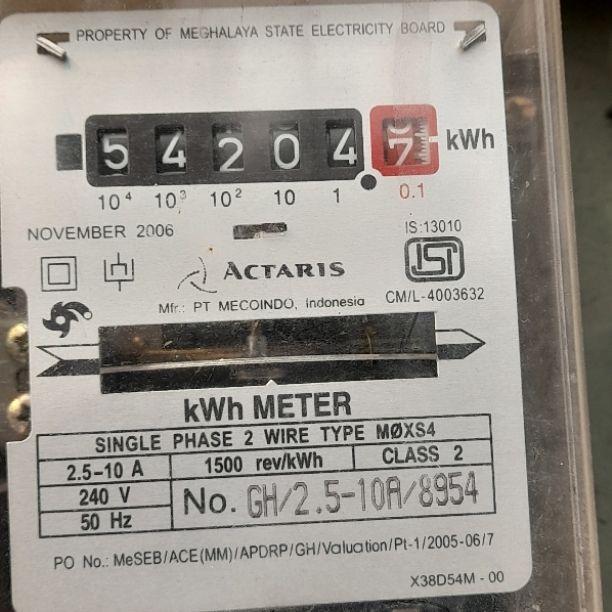 PROPERTY OF MEGHALAYA STATE ELECTRICITY BOARD
5 4 2 0 4 7 kWh
10⁴ 10³ 10² 10 1 0.1
NOVEMBER 2006
IS:13010
ISI
ACTARIS
Mfr.: PT MECOINDO, Indonesia
CM/L-4003632
kWh METER
SINGLE PHASE 2 WIRE TYPE MØXS4
2.5-10 A 1500 rev/kWh CLASS 2
240 V
No. GH/2.5-10A/8954
50 Hz
PO No.: MeSEB/ACE(MM)/APDRP/GH/Valuation/Pt-1/2005-06/7
X38D54M - 00